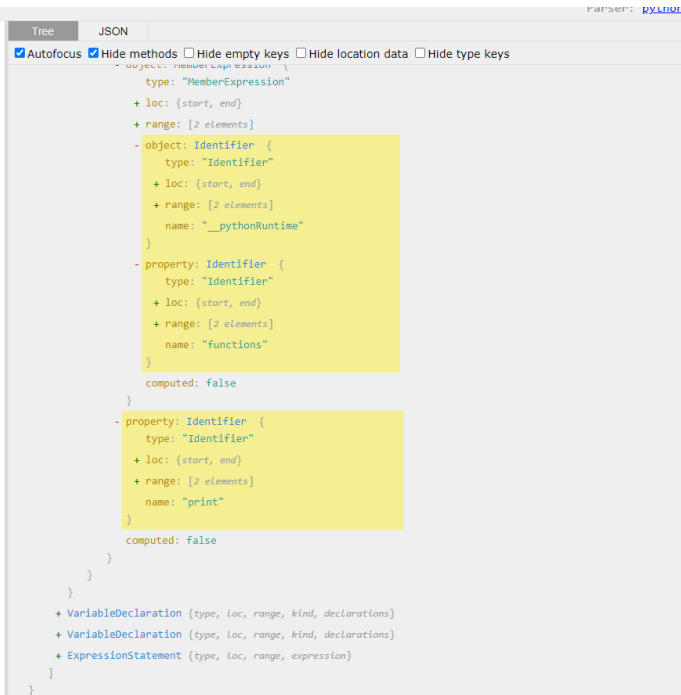 Parser: python
Tree JSON
Autofocus Hide methods Hide empty keys Hide location data Hide type keys
- object: MemberExpression {
type: "MemberExpression"
+ loc: {start, end}
+ range: [2 elements]
- object: Identifier {
type: "Identifier"
+ loc: {start, end}
+ range: [2 elements]
name: "__pythonRuntime"
}
- property: Identifier {
type: "Identifier"
+ loc: {start, end}
+ range: [2 elements]
name: "functions"
}
computed: false
}
- property: Identifier {
type: "Identifier"
+ loc: {start, end}
+ range: [2 elements]
name: "print"
}
computed: false
}
}
}
+ VariableDeclaration {type, loc, range, kind, declarations}
+ VariableDeclaration {type, loc, range, kind, declarations}
+ ExpressionStatement {type, loc, range, expression}
]
}